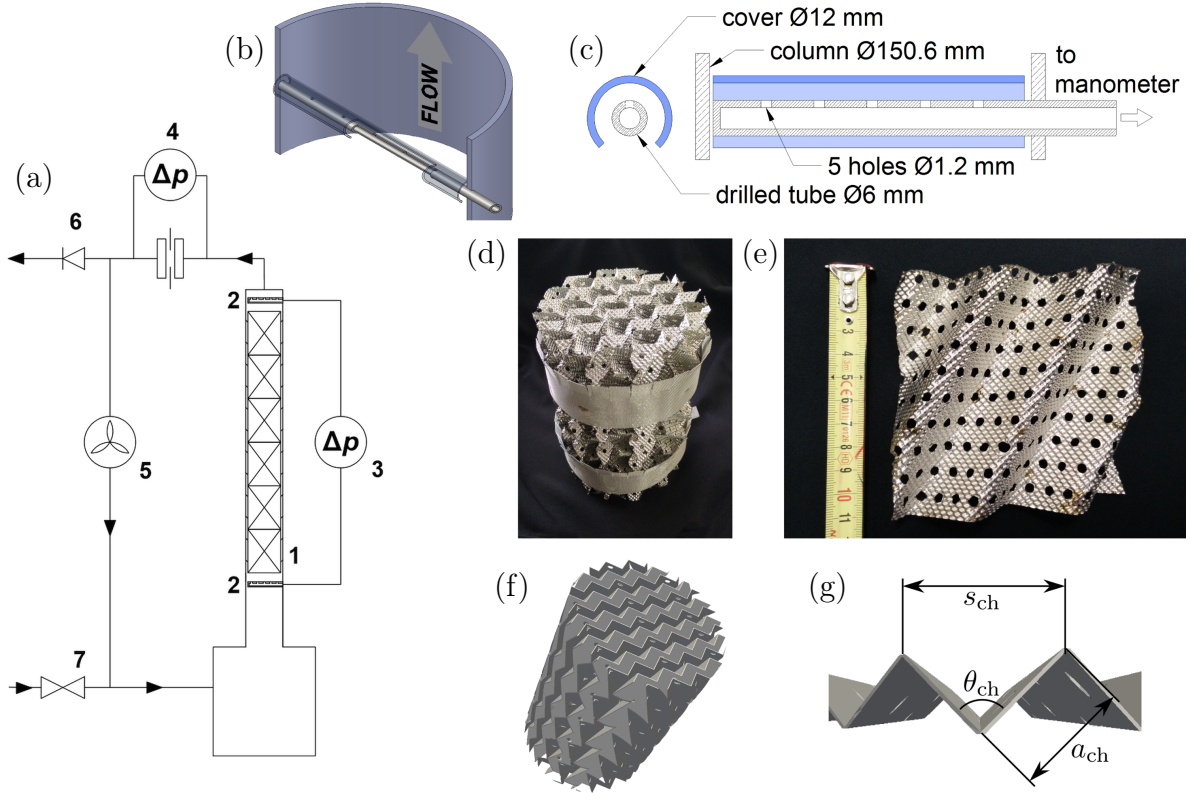 (b)
FLOW
(c)
cover Ø12 mm
column Ø150.6 mm
to
manometer
5 holes Ø1.2 mm
drilled tube Ø6 mm
(a)
4
Δp
6
2
5
Δp
3
1
2
7
(d)
(e)
3
4
5
6
7
8
9
10
11
(f)
(g)
s_ch
θ_ch
a_ch